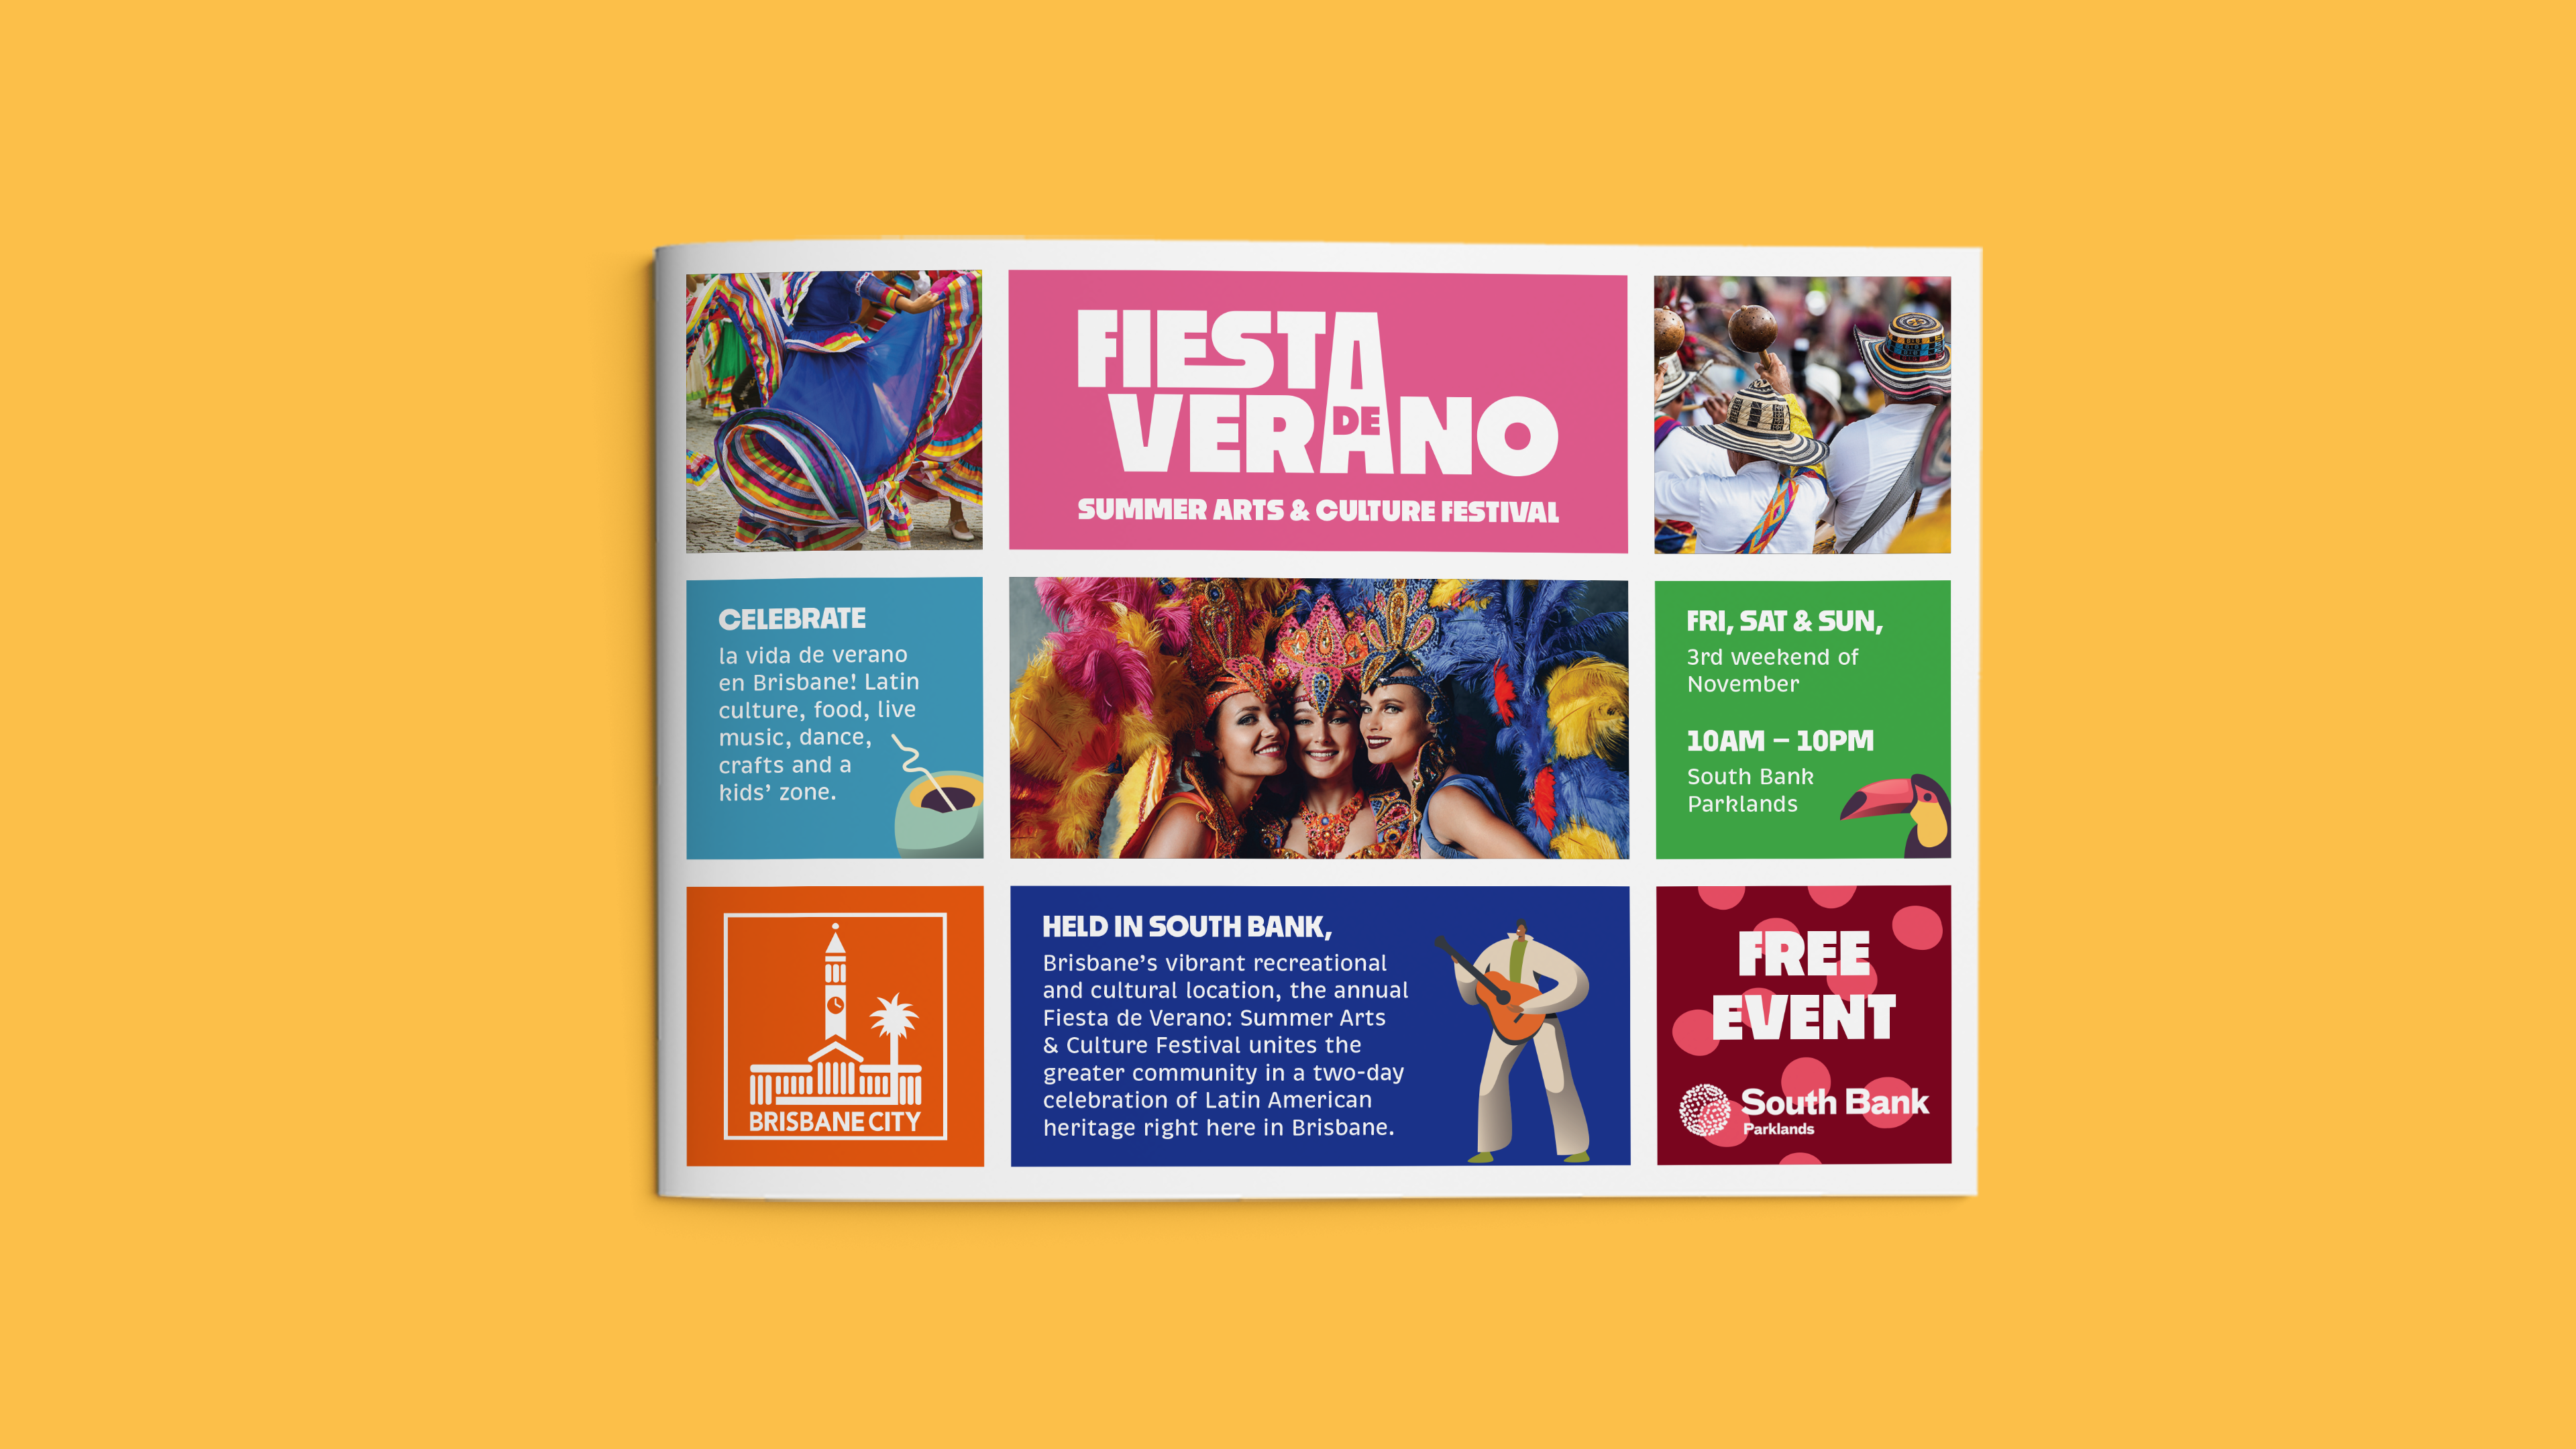 FIESTA
DE
VERANO
SUMMER ARTS & CULTURE FESTIVAL
CELEBRATE
la vida de verano
en Brisbane! Latin
culture, food, live
music, dance,
crafts and a
kids’ zone.
FRI, SAT & SUN,
3rd weekend of
November
10AM – 10PM
South Bank
Parklands
BRISBANE CITY
HELD IN SOUTH BANK,
Brisbane’s vibrant recreational
and cultural location, the annual
Fiesta de Verano: Summer Arts
& Culture Festival unites the
greater community in a two-day
celebration of Latin American
heritage right here in Brisbane.
FREE
EVENT
South Bank
Parklands